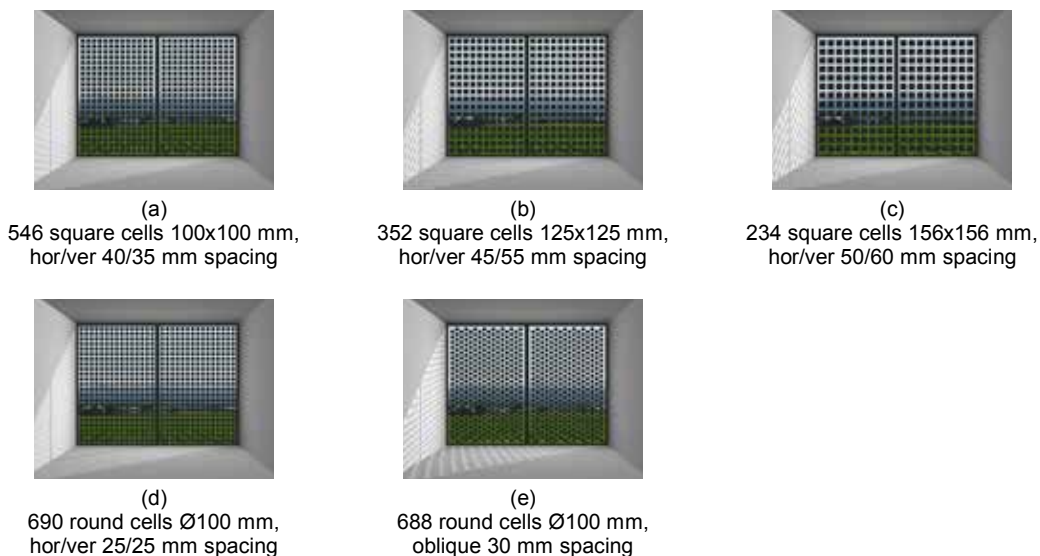 (a)
546 square cells 100x100 mm,
hor/ver 40/35 mm spacing
(b)
352 square cells 125x125 mm,
hor/ver 45/55 mm spacing
(c)
234 square cells 156x156 mm,
hor/ver 50/60 mm spacing
(d)
690 round cells Ø100 mm,
hor/ver 25/25 mm spacing
(e)
688 round cells Ø100 mm,
oblique 30 mm spacing